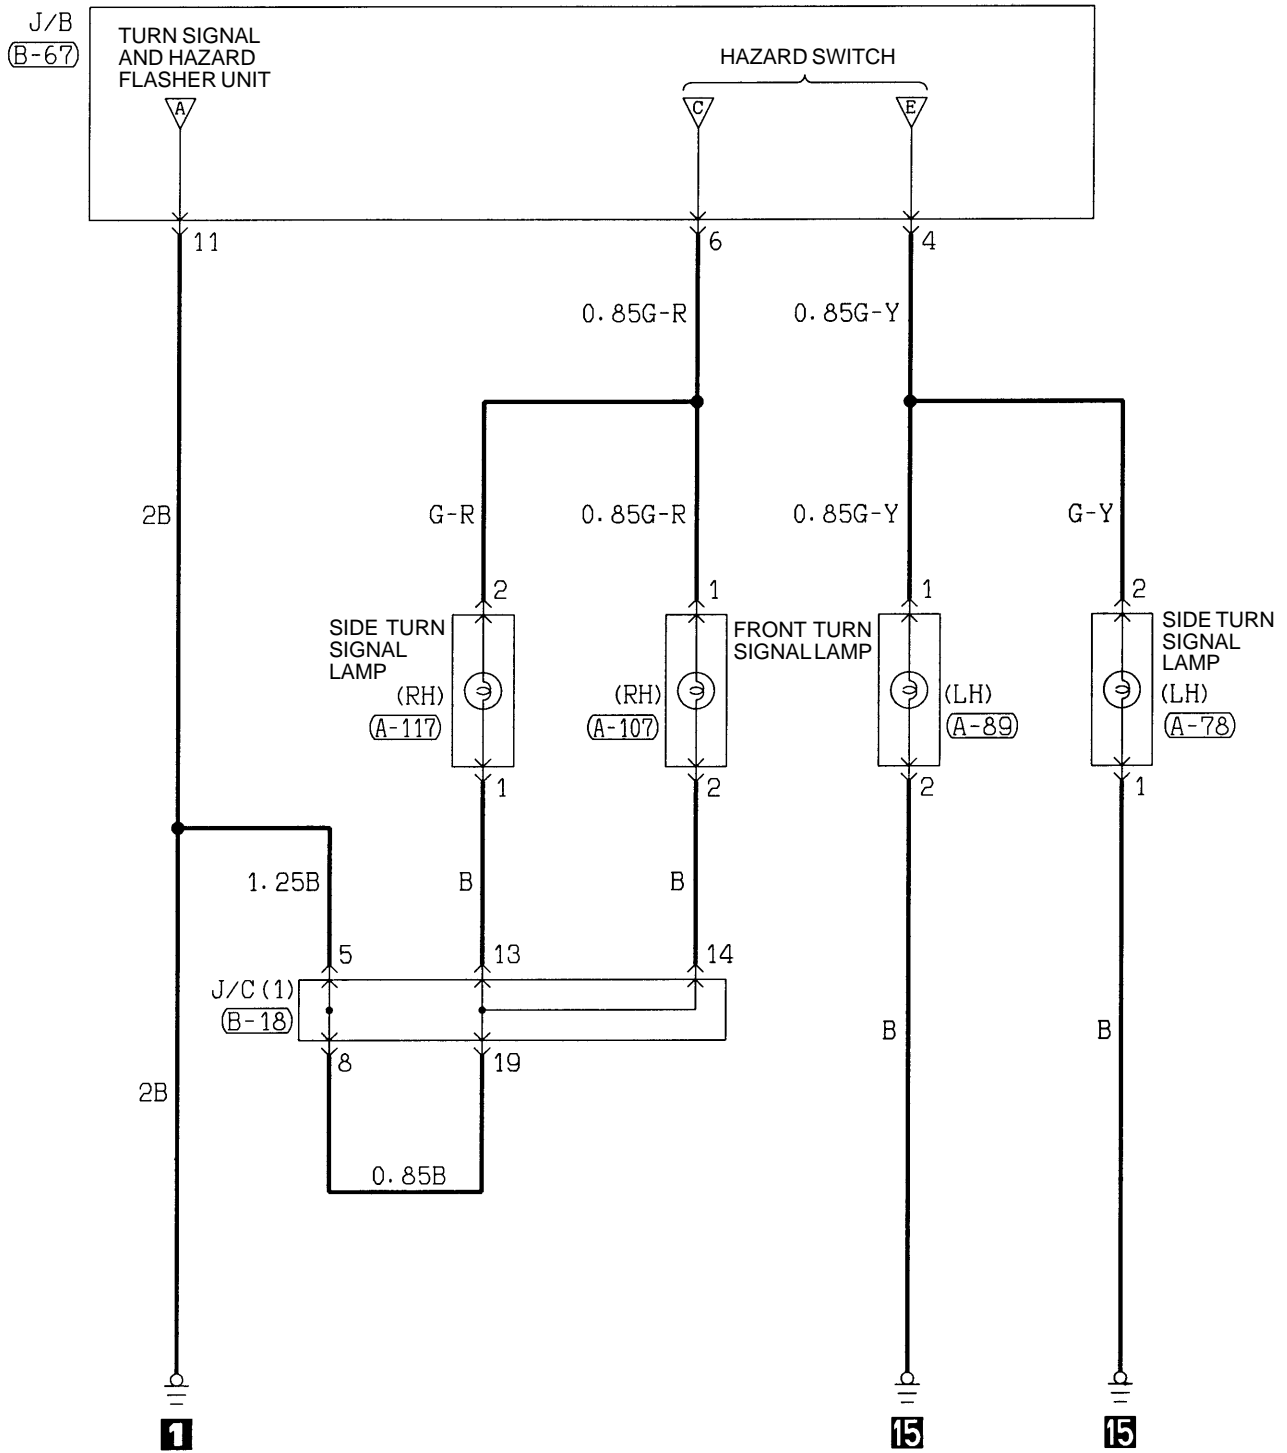 J/B
B-67
TURN SIGNAL
AND HAZARD
FLASHER UNIT
A
HAZARD SWITCH
C
E
11
6
4
0.85G-R
0.85G-Y
2B
G-R
0.85G-R
0.85G-Y
G-Y
2
1
1
2
SIDE TURN
SIGNAL
LAMP
(RH)
A-117
(RH)
A-107
FRONT TURN
SIGNAL LAMP
(LH)
A-89
SIDE TURN
SIGNAL
LAMP
(LH)
A-78
1
2
2
1
1.25B
B
B
5
13
14
J/C(1)
B-18
8
19
B
B
2B
0.85B
1
15
15